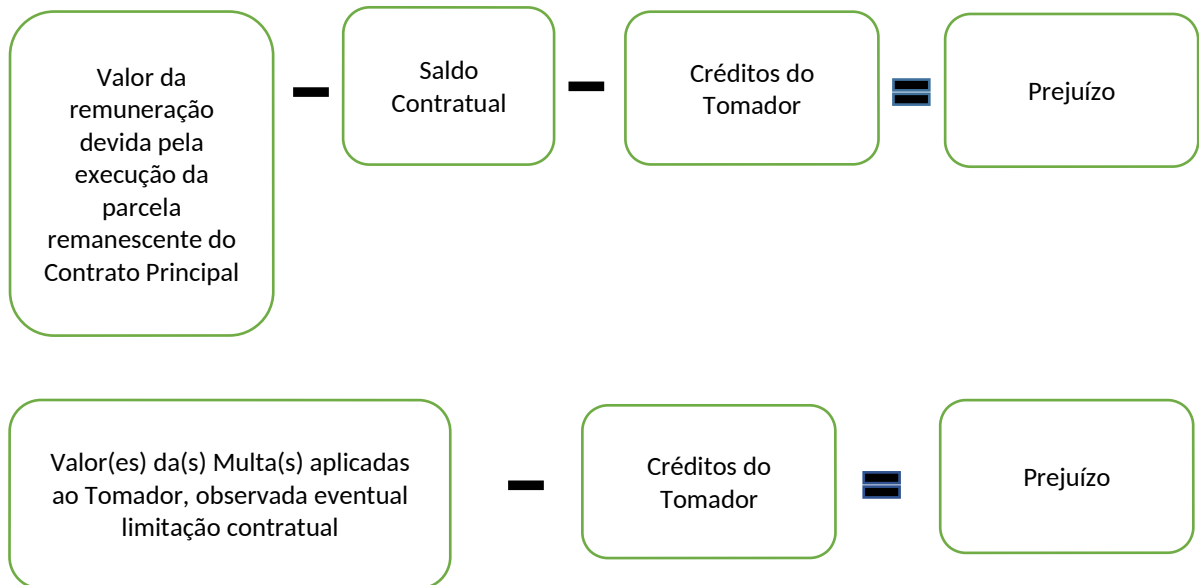 Valor da
remuneração
devida pela
execução da
parcela
remanescente do
Contrato Principal
Saldo
Contratual
Créditos do
Tomador
Prejuízo
Valor(es) da(s) Multa(s) aplicadas
ao Tomador, observada eventual
limitação contratual
Créditos do
Tomador
Prejuízo